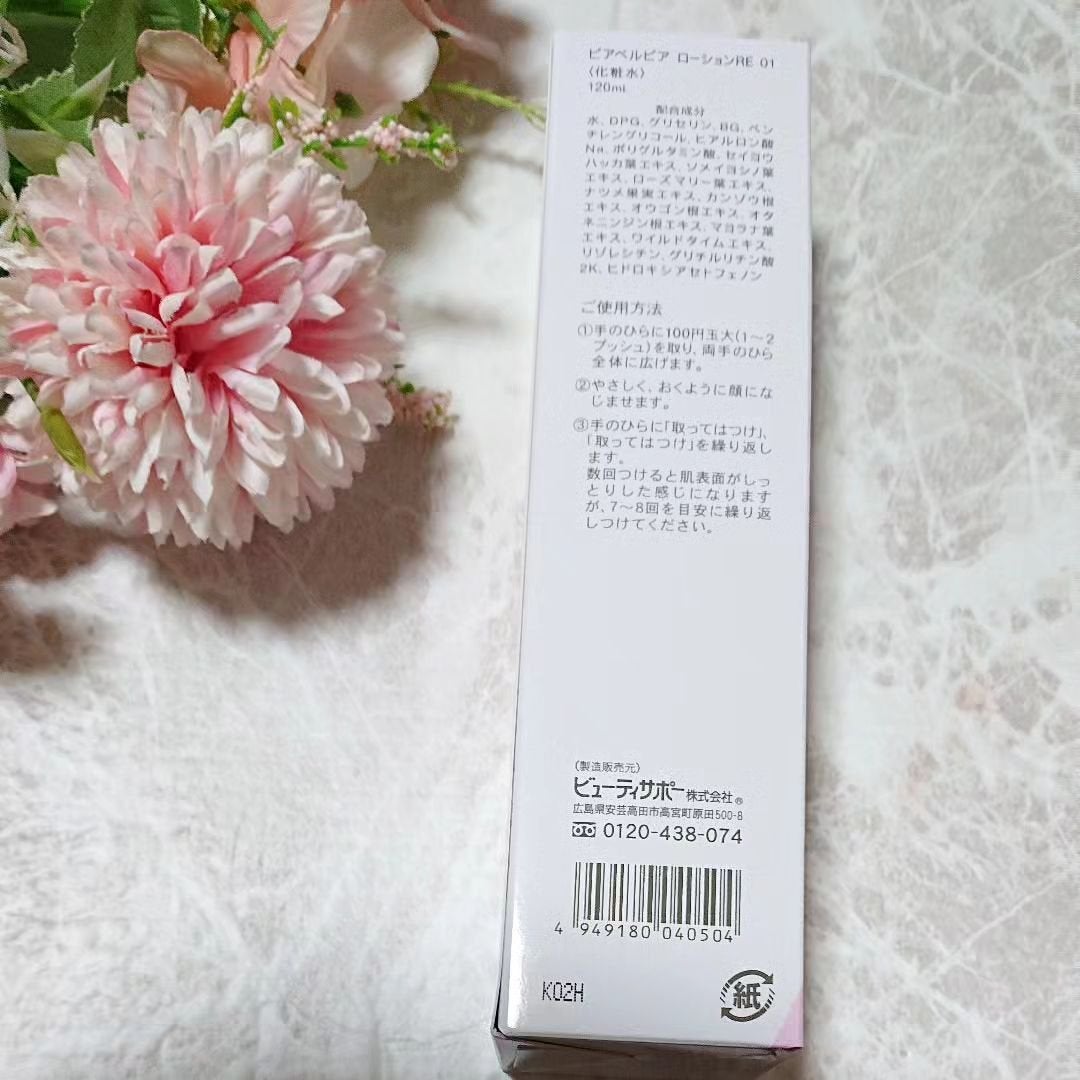 ピアベルピア ローションRE 01
〈化粧水〉
120mL
配合成分
水、DPG、グリセリン、BG、ペン
チレングリコール、ヒアルロン酸
Na、ポリグルタミン酸、セイヨウ
ハッカ葉エキス、ソメイヨシノ葉
エキス、ローズマリー葉エキス、
ナツメ果実エキス、カンゾウ根
エキス、オウゴン根エキス、オタ
ネニンジン根エキス、マヨラナ葉
エキス、ワイルドタイムエキス、
リゾレシチン、グリチルリチン酸
2K、ヒドロキシアセトフェノン
ご使用方法
①手のひらに100円玉大(1〜2
プッシュ)を取り、両手のひら
全体に広げます。
②やさしく、おくように顔にな
じませます。
③手のひらに「取ってはつけ」、
「取ってはつけ」を繰り返し
ます。
数回つけると肌表面がしっ
とりした感じになります
が、7〜8回を目安に繰り返
しつけてください。
〈製造販売元〉
ビューティサポー株式会社®
広島県安芸高田市高宮町原田500-8
0120-438-074
4 949180 040504
K02H
紙